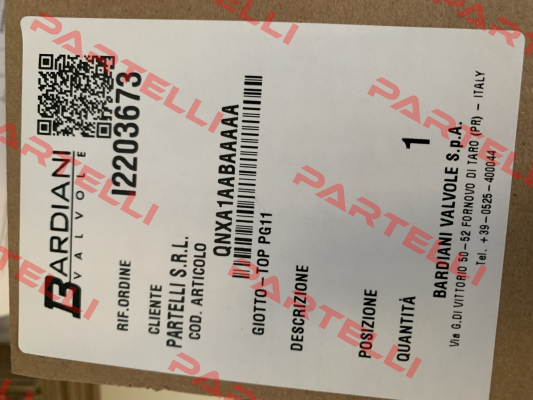 BARDIANI
VALVOLE
RIF.ORDINE
I2203673
CLIENTE
PARTELLI S.R.L.
COD. ARTICOLO
QNXA1AABAAAAAA
GIOTTO-TOP PG11
DESCRIZIONE
POSIZIONE
QUANTITÀ
1
BARDIANI VALVOLE S.p.A.
Via G.DI VITTORIO 50-52 FORNOVO DI TARO (PR) - ITALY
Tel. +39-0525-400044
PARTELLI
PARTELLI
PARTELLI
PARTELLI
PARTELLI
PARTELLI
PARTELLI